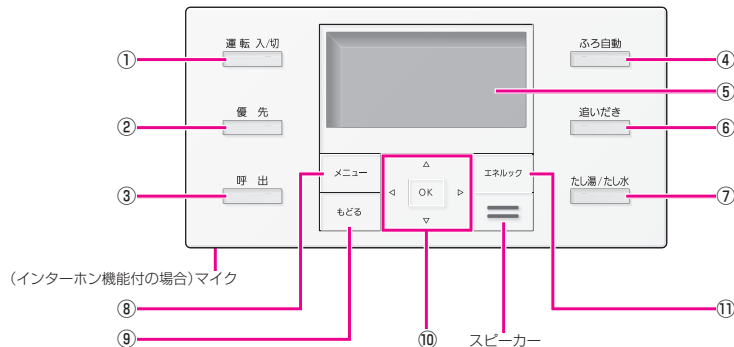 運転 入/切
ふろ自動
①
④
⑤
優先
追いだき
②
⑥
メニュー
△
エネルック
呼出
◁
OK
▷
たし湯/たし水
③
⑦
もどる
▽
(インターホン機能付の場合)マイク
⑧
⑪
⑨
⑩
スピーカー